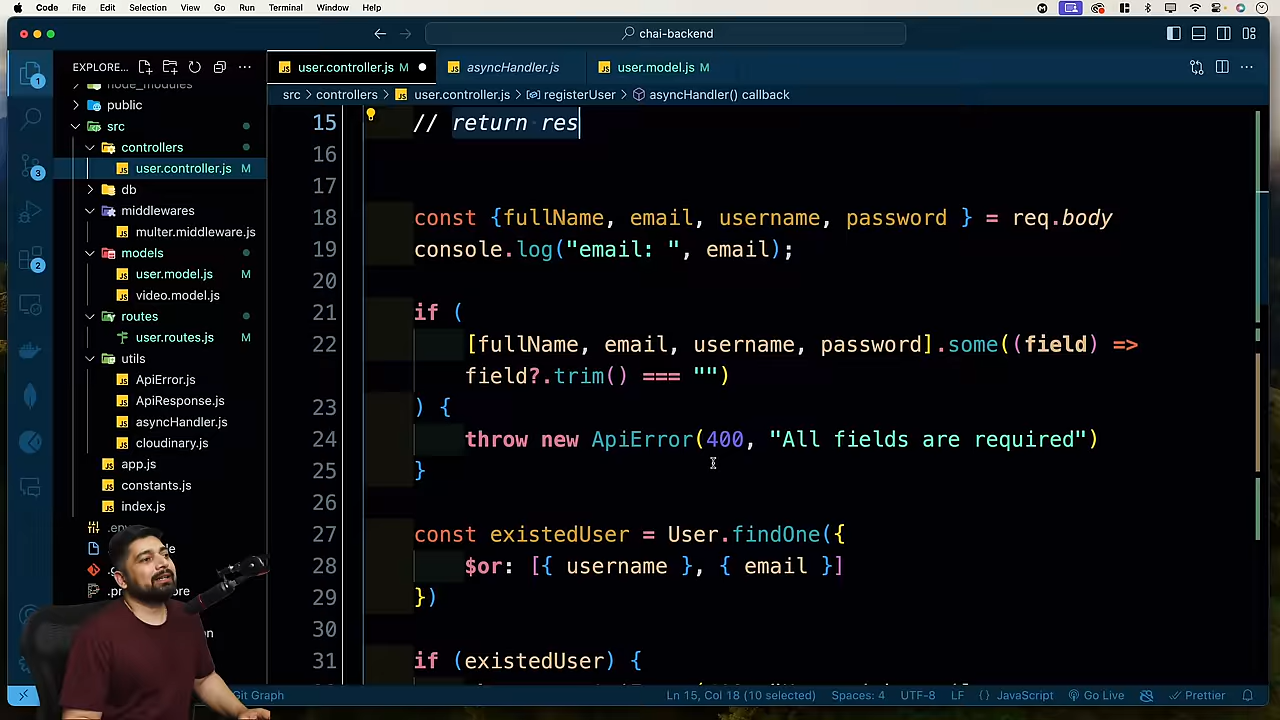 Code File Edit Selection View Go Run Terminal Window Help
chai-backend
EXPLORE...
user.controller.js M
asyncHandler.js
user.model.js M
src > controllers > user.controller.js > registerUser > asyncHandler() callback
node_modules
public
src
controllers
user.controller.js M
db
middlewares
multer.middleware.js
models
user.model.js M
video.model.js
routes
user.routes.js M
utils
ApiError.js
ApiResponse.js
asyncHandler.js
cloudinary.js
app.js
constants.js
index.js
1
3
2
15 // return res
16
17
18 const {fullName, email, username, password } = req.body
19 console.log("email: ", email);
20
21 if (
22 [fullName, email, username, password].some((field) =>
field?.trim() === "")
23 ) {
24 throw new ApiError(400, "All fields are required")
25 }
26
27 const existedUser = User.findOne({
28 $or: [{ username }, { email }]
29 })
30
31 if (existedUser) {
Git Graph
Ln 15, Col 18 (10 selected) Spaces: 4 UTF-8 LF {} JavaScript Go Live Prettier